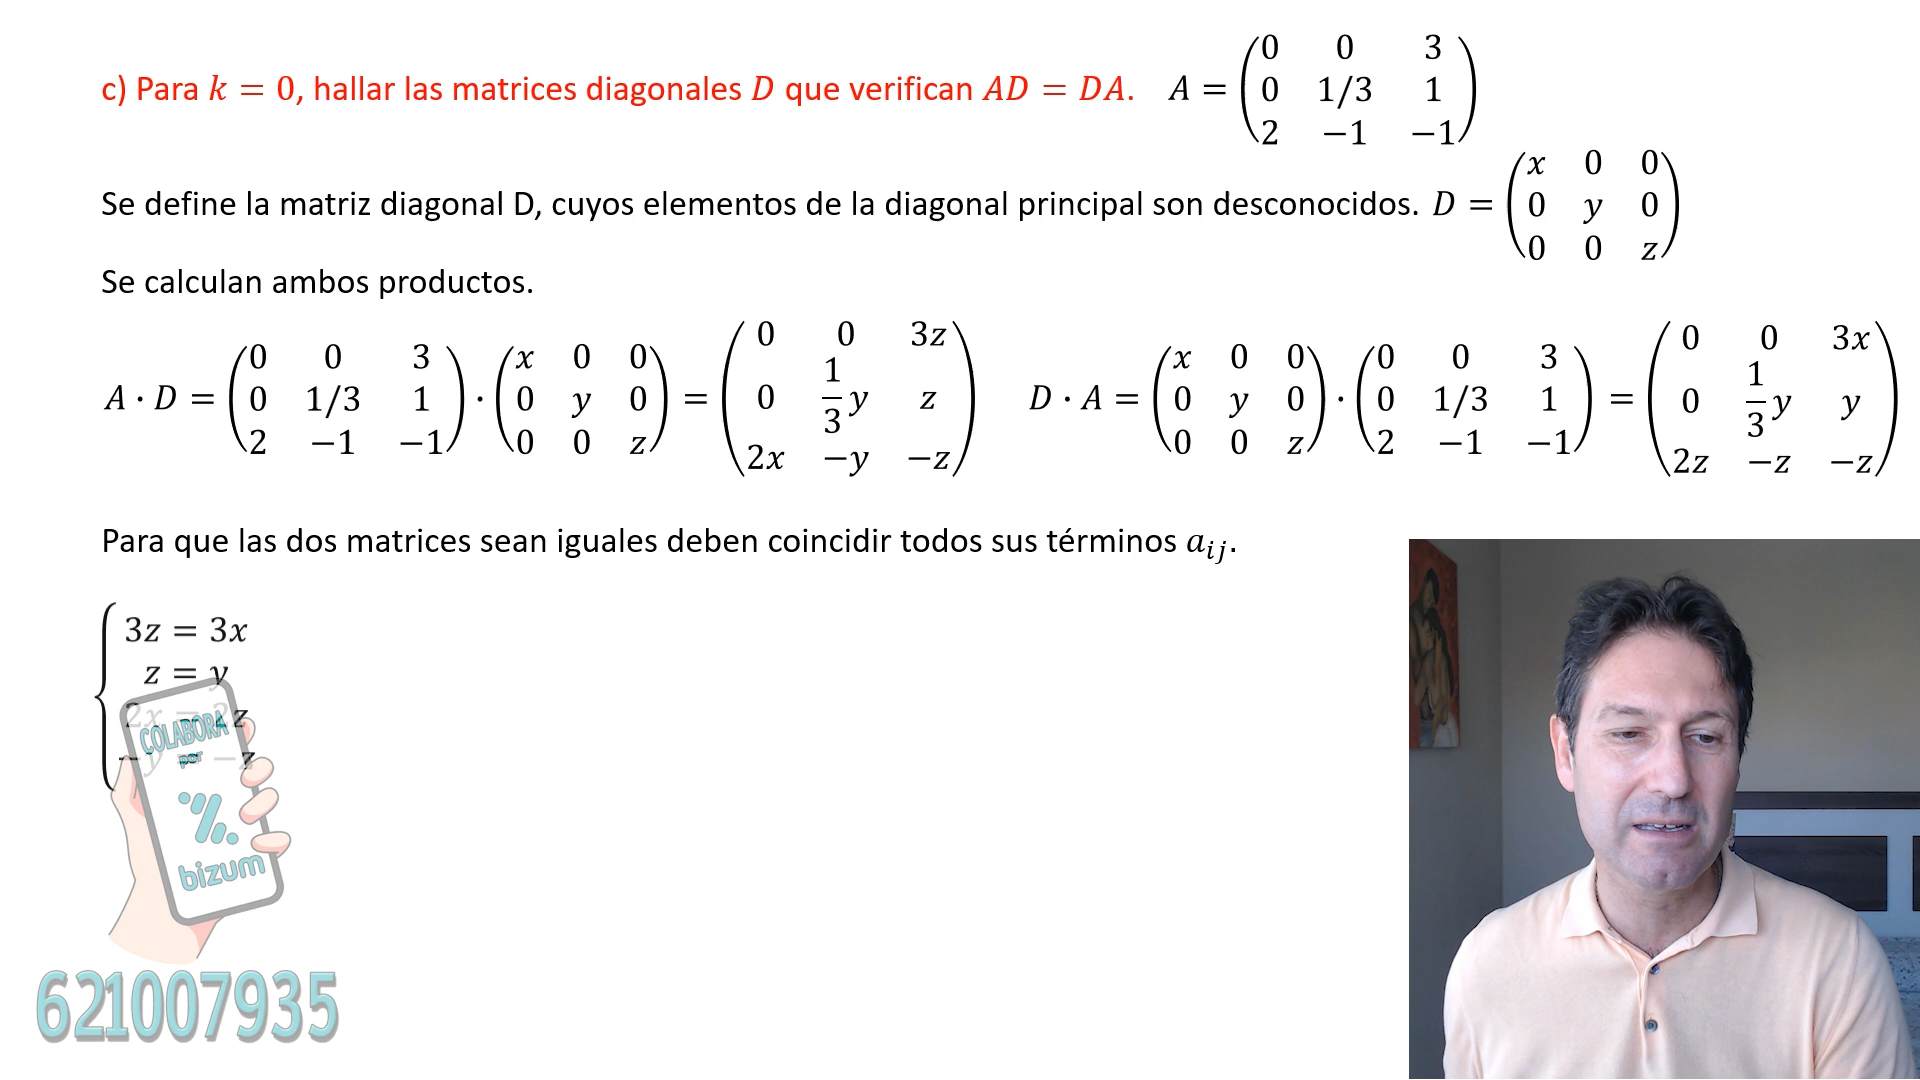 c) Para k = 0, hallar las matrices diagonales D que verifican AD = DA. A = (0 0 3; 0 1/3 1; 2 −1 −1)
Se define la matriz diagonal D, cuyos elementos de la diagonal principal son desconocidos. D = (x 0 0; 0 y 0; 0 0 z)
Se calculan ambos productos.
A · D = (0 0 3; 0 1/3 1; 2 −1 −1) · (x 0 0; 0 y 0; 0 0 z) = (0 0 3z; 0 1/3 y z; 2x −y −z)
D · A = (x 0 0; 0 y 0; 0 0 z) · (0 0 3; 0 1/3 1; 2 −1 −1) = (0 0 3x; 0 1/3 y y; 2z −z −z)
Para que las dos matrices sean iguales deben coincidir todos sus términos aᵢⱼ.
3z = 3x
z = y
2x = 2z
−y = −z
COLABORA
por
bizum
621007935